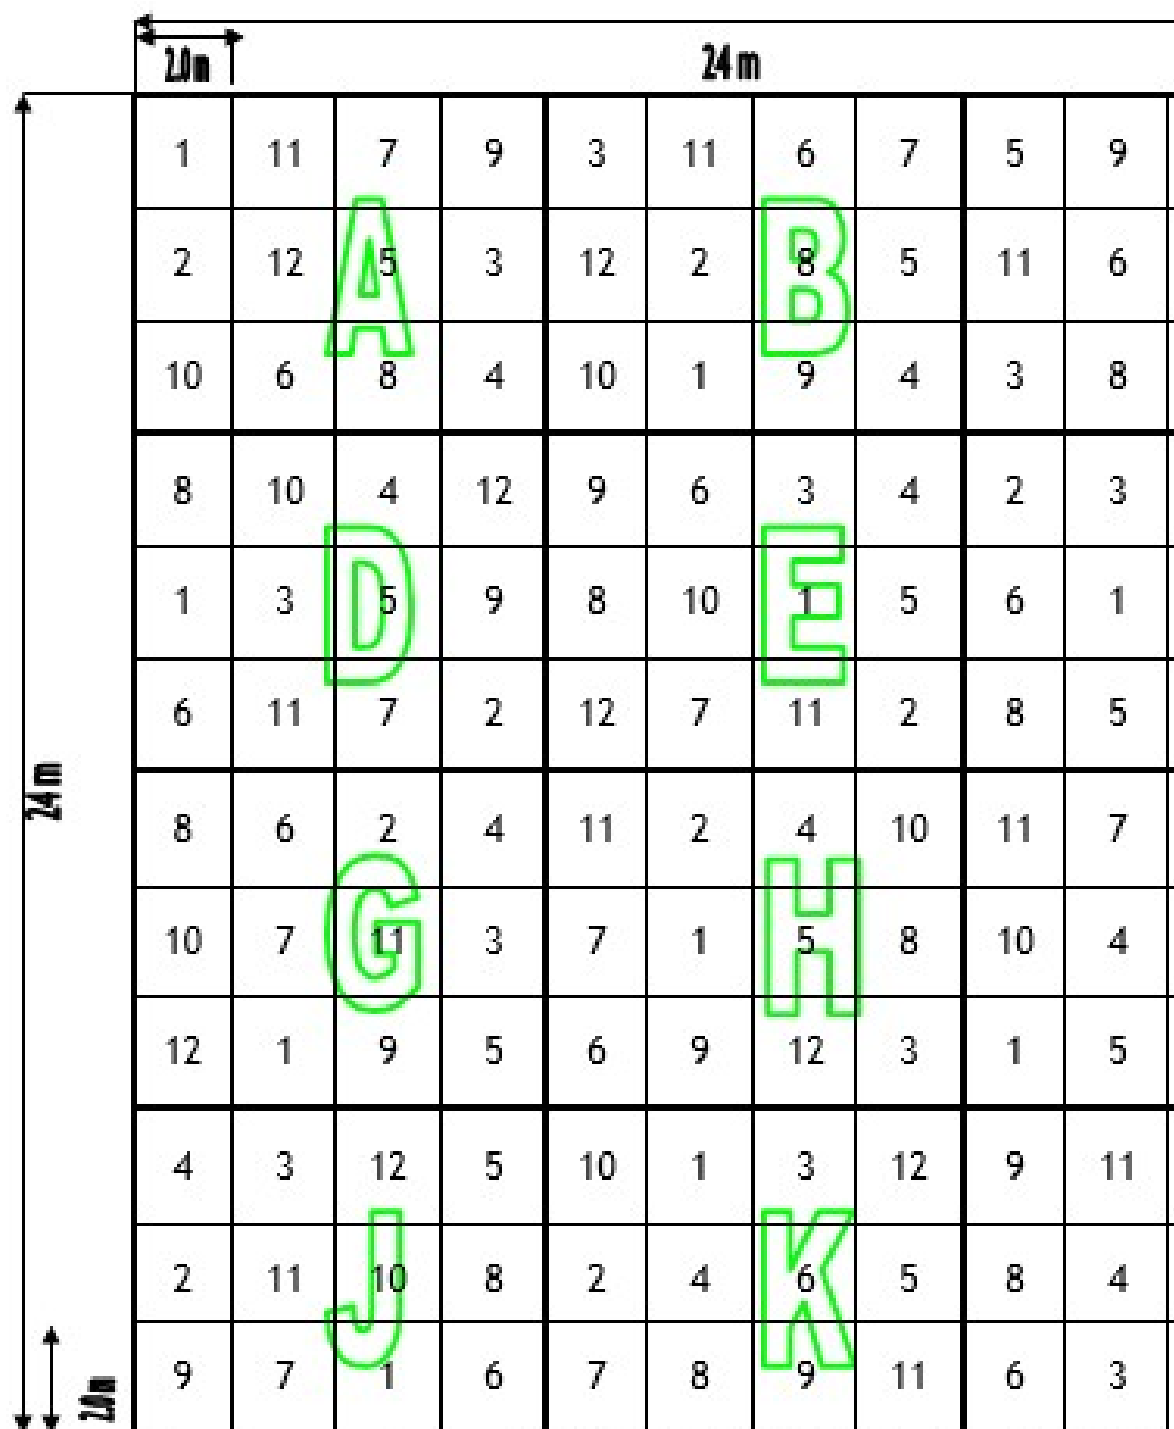 2.0 m
24 m
1 11 7 9 3 11 6 7 5 9
A B
2 12 5 3 12 2 8 5 11 6
10 6 8 4 10 1 9 4 3 8
8 10 4 12 9 6 3 4 2 3
D E
1 3 5 9 8 10 1 5 6 1
6 11 7 2 12 7 11 2 8 5
24 m
8 6 2 4 11 2 4 10 11 7
G H
10 7 11 3 7 1 5 8 10 4
12 1 9 5 6 9 12 3 1 5
4 3 12 5 10 1 3 12 9 11
J K
2 11 10 8 2 4 6 5 8 4
9 7 1 6 7 8 9 11 6 3
2.0 m